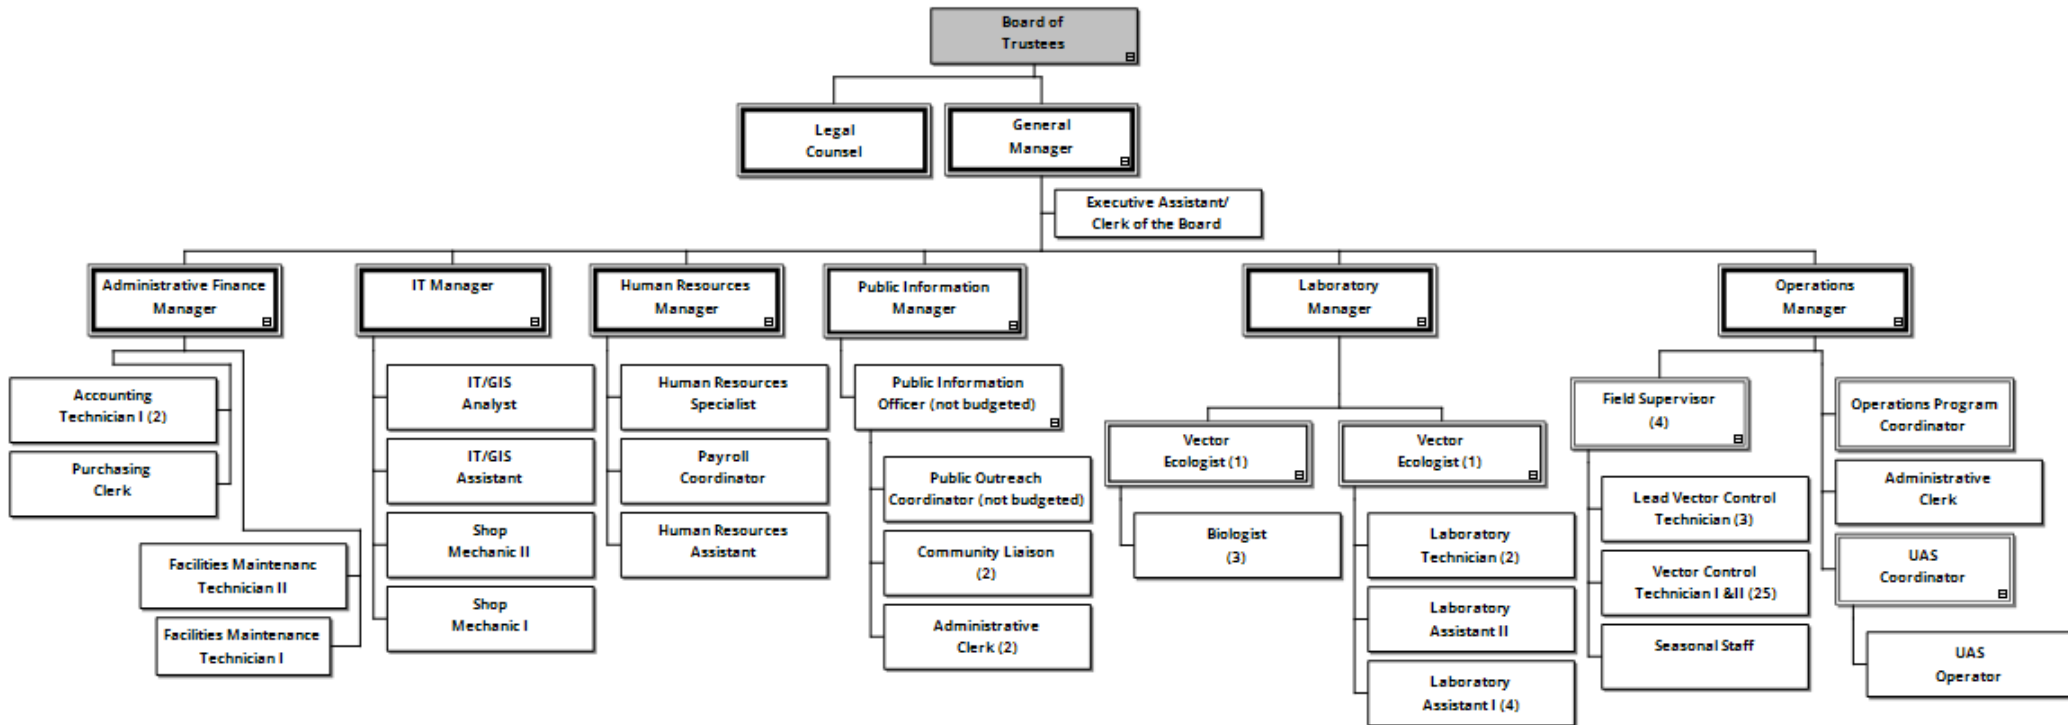 Board of
Trustees
Legal
Counsel
General
Manager
Executive Assistant/
Clerk of the Board
Administrative Finance
Manager
IT Manager
Human Resources
Manager
Public Information
Manager
Laboratory
Manager
Operations
Manager
Accounting
Technician I (2)
Purchasing
Clerk
Facilities Maintenanc
Technician II
Facilities Maintenance
Technician I
IT/GIS
Analyst
IT/GIS
Assistant
Shop
Mechanic II
Shop
Mechanic I
Human Resources
Specialist
Payroll
Coordinator
Human Resources
Assistant
Public Information
Officer (not budgeted)
Public Outreach
Coordinator (not budgeted)
Community Liaison
(2)
Administrative
Clerk (2)
Vector
Ecologist (1)
Biologist
(3)
Vector
Ecologist (1)
Laboratory
Technician (2)
Laboratory
Assistant II
Laboratory
Assistant I (4)
Field Supervisor
(4)
Lead Vector Control
Technician (3)
Vector Control
Technician I &II (25)
Seasonal Staff
Operations Program
Coordinator
Administrative
Clerk
UAS
Coordinator
UAS
Operator